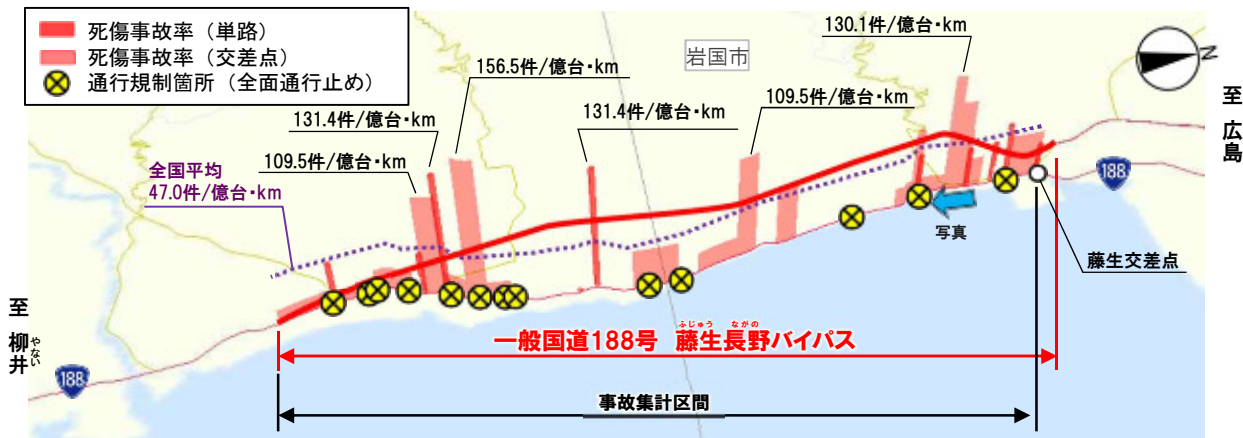 死傷事故率（単路）
死傷事故率（交差点）
通行規制箇所（全面通行止め）
130.1件/億台・km
岩国市
156.5件/億台・km
N
至 広島
131.4件/億台・km
131.4件/億台・km
109.5件/億台・km
109.5件/億台・km
全国平均
47.0件/億台・km
188
写真
藤生交差点
至 柳井
やない
ふじゅう ながの
一般国道188号 藤生長野バイパス
188
事故集計区間